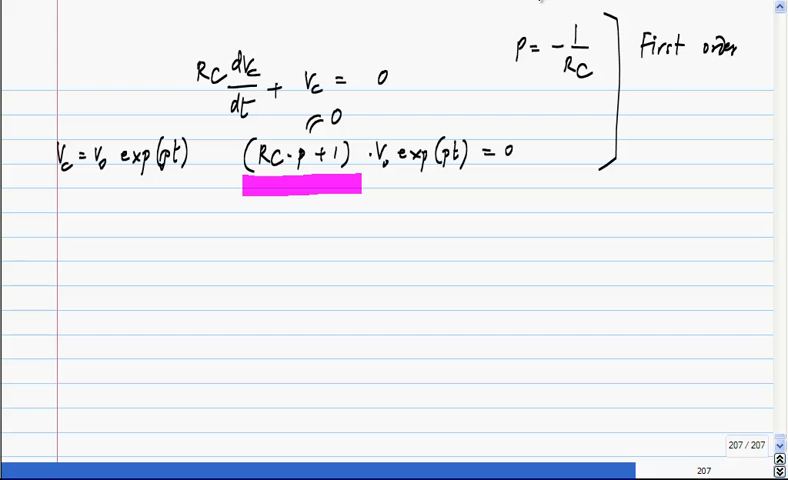 p = - 1/RC First order
RC dVc/dt + Vc = 0
= 0
Vc = V0 exp(pt) (RC · p + 1) · V0 exp(pt) = 0
207 / 207
207